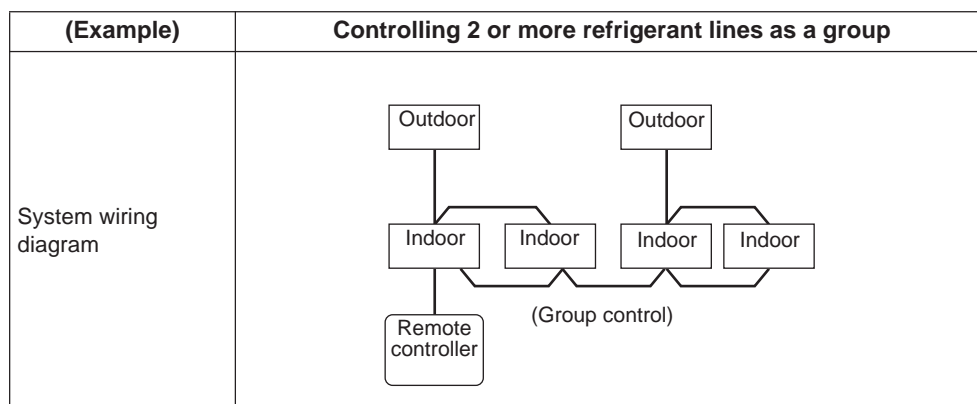 (Example)
Controlling 2 or more refrigerant lines as a group
System wiring
diagram
Outdoor
Outdoor
Indoor
Indoor
Indoor
Indoor
(Group control)
Remote
controller